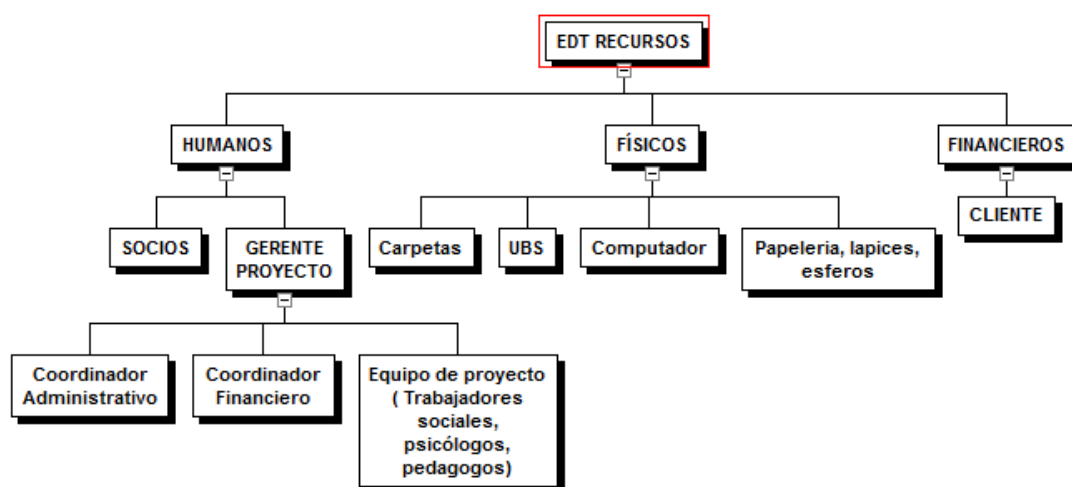 EDT RECURSOS
HUMANOS
FÍSICOS
FINANCIEROS
SOCIOS
GERENTE
PROYECTO
Carpetas
UBS
Computador
Papeleria, lapices,
esferos
CLIENTE
Coordinador
Administrativo
Coordinador
Financiero
Equipo de proyecto
( Trabajadores
sociales,
psicólogos,
pedagogos)